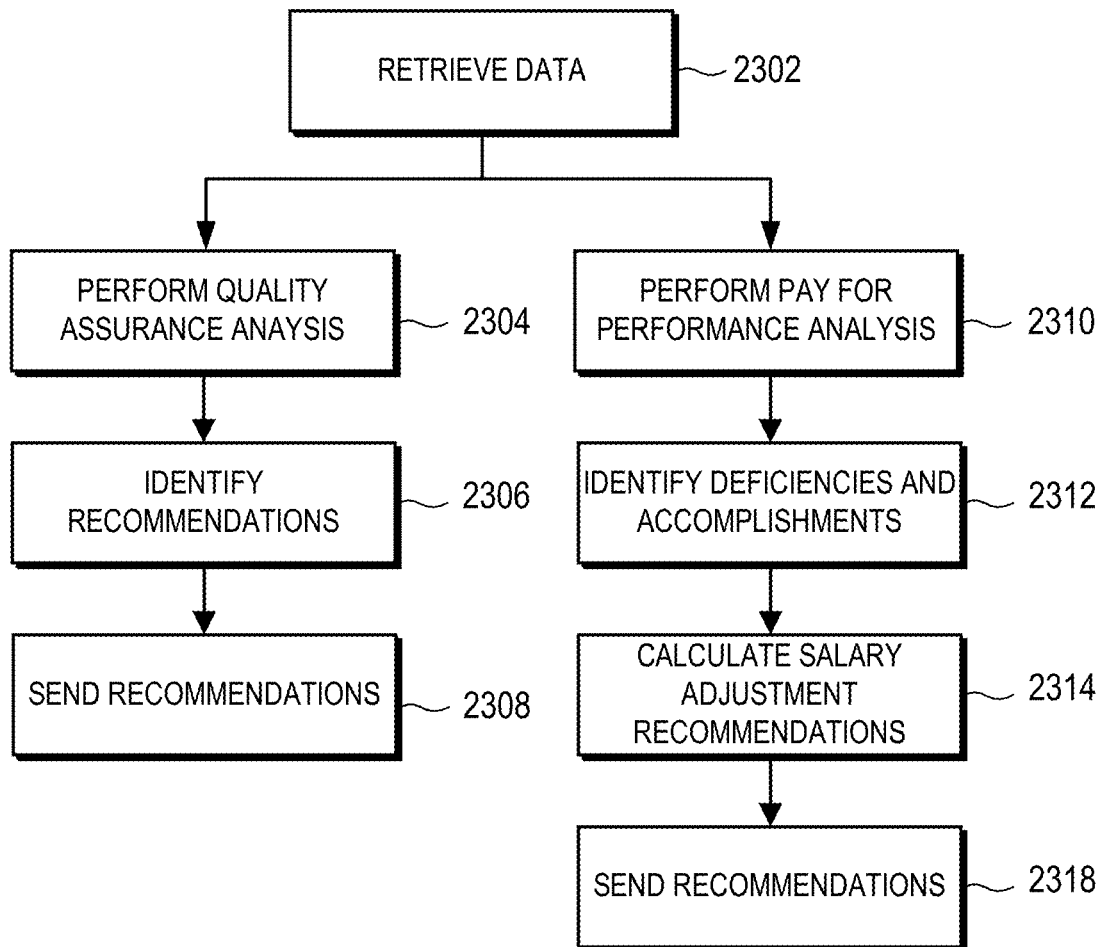 RETRIEVE DATA
2302
PERFORM QUALITY
ASSURANCE ANAYSIS
2304
IDENTIFY
RECOMMENDATIONS
2306
SEND RECOMMENDATIONS
2308
PERFORM PAY FOR
PERFORMANCE ANALYSIS
2310
IDENTIFY DEFICIENCIES AND
ACCOMPLISHMENTS
2312
CALCULATE SALARY
ADJUSTMENT
RECOMMENDATIONS
2314
SEND RECOMMENDATIONS
2318